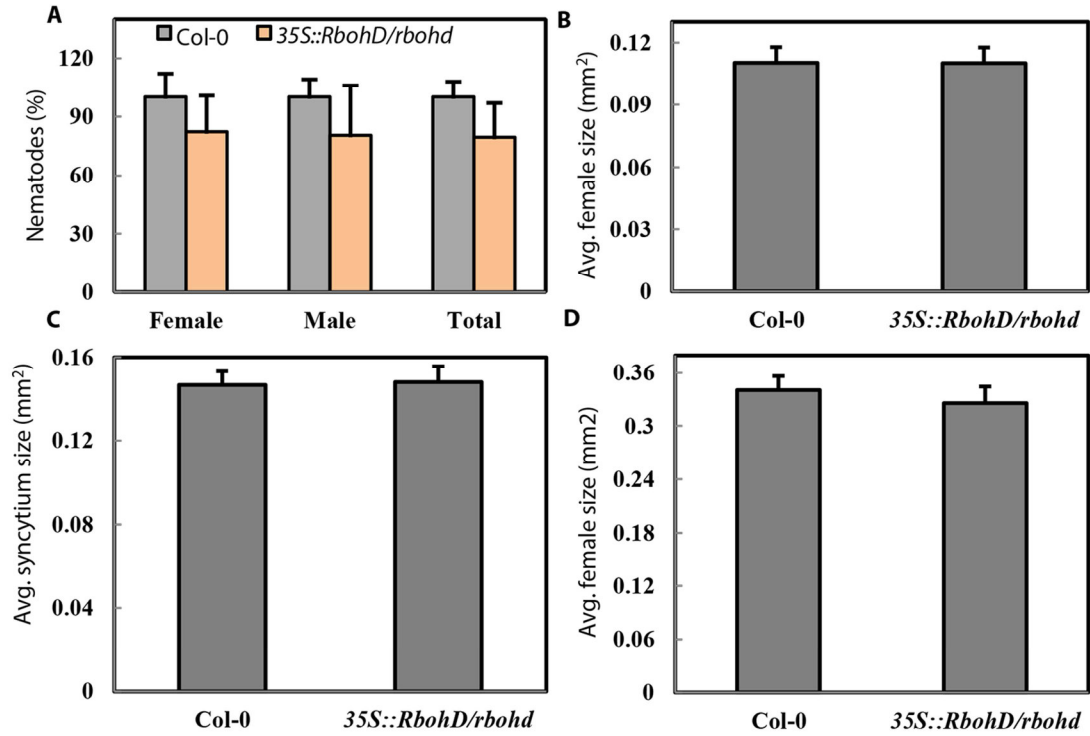 A
Col-0
35S::RbohD/rbohd
Nematodes (%)
120
90
60
30
0
Female
Male
Total
B
Avg. female size (mm²)
0.12
0.09
0.06
0.03
0
Col-0
35S::RbohD/rbohd
C
Avg. syncytium size (mm²)
0.16
0.12
0.08
0.04
0
Col-0
35S::RbohD/rbohd
D
Avg. female size (mm2)
0.36
0.3
0.24
0.18
0.12
0.06
0
Col-0
35S::RbohD/rbohd